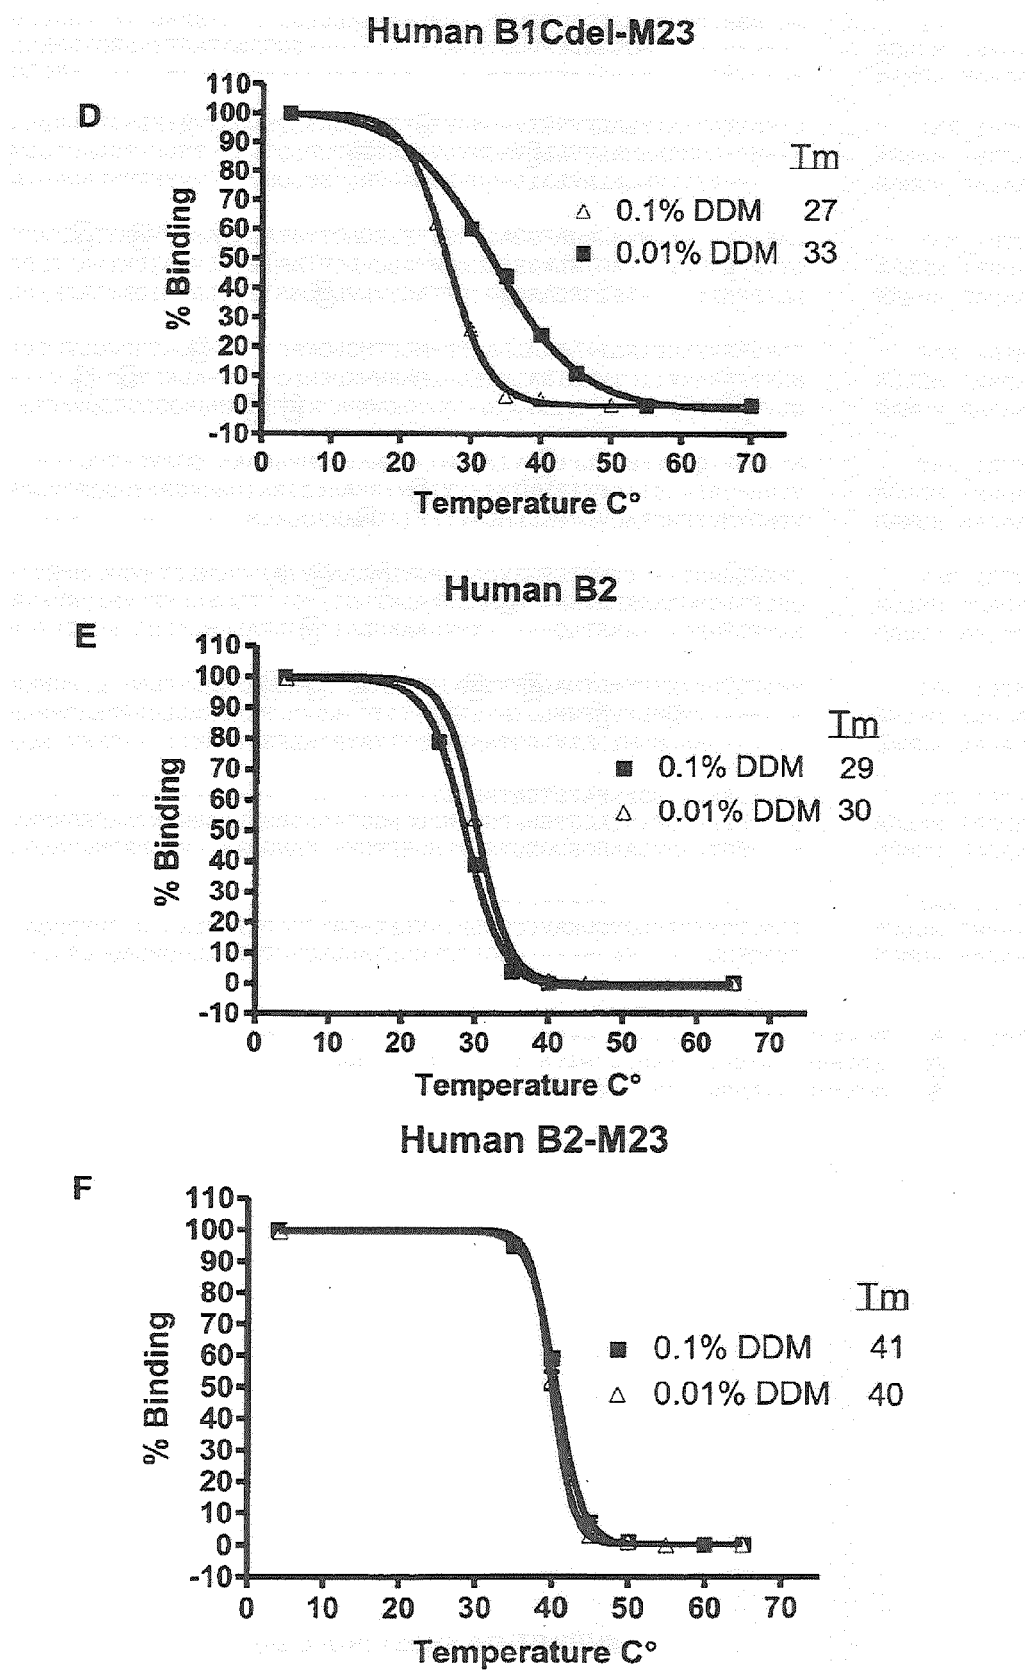 Human B1Cdel-M23
D
110
100
90
80
70
60
50
40
30
20
10
0
-10
% Binding
Tm
0.1% DDM 27
0.01% DDM 33
0 10 20 30 40 50 60 70
Temperature C°
Human B2
E
110
100
90
80
70
60
50
40
30
20
10
0
-10
% Binding
Tm
0.1% DDM 29
0.01% DDM 30
0 10 20 30 40 50 60 70
Temperature C°
Human B2-M23
F
110
100
90
80
70
60
50
40
30
20
10
0
-10
% Binding
Tm
0.1% DDM 41
0.01% DDM 40
0 10 20 30 40 50 60 70
Temperature C°